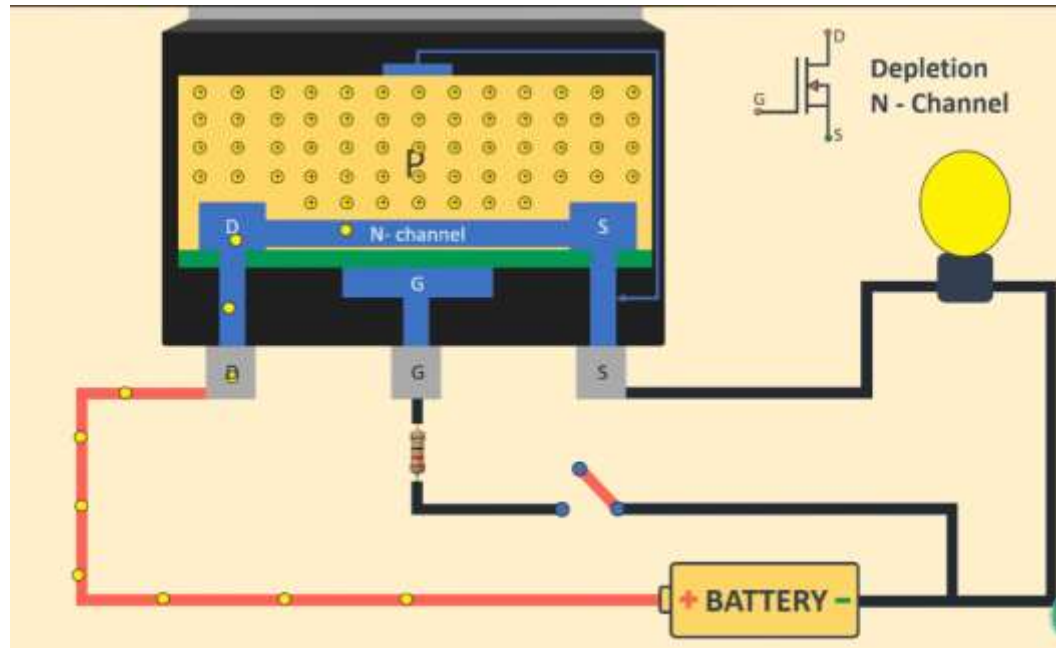 D
G
S
Depletion
N - Channel
P
D
N- channel
S
G
D
G
S
+ BATTERY -